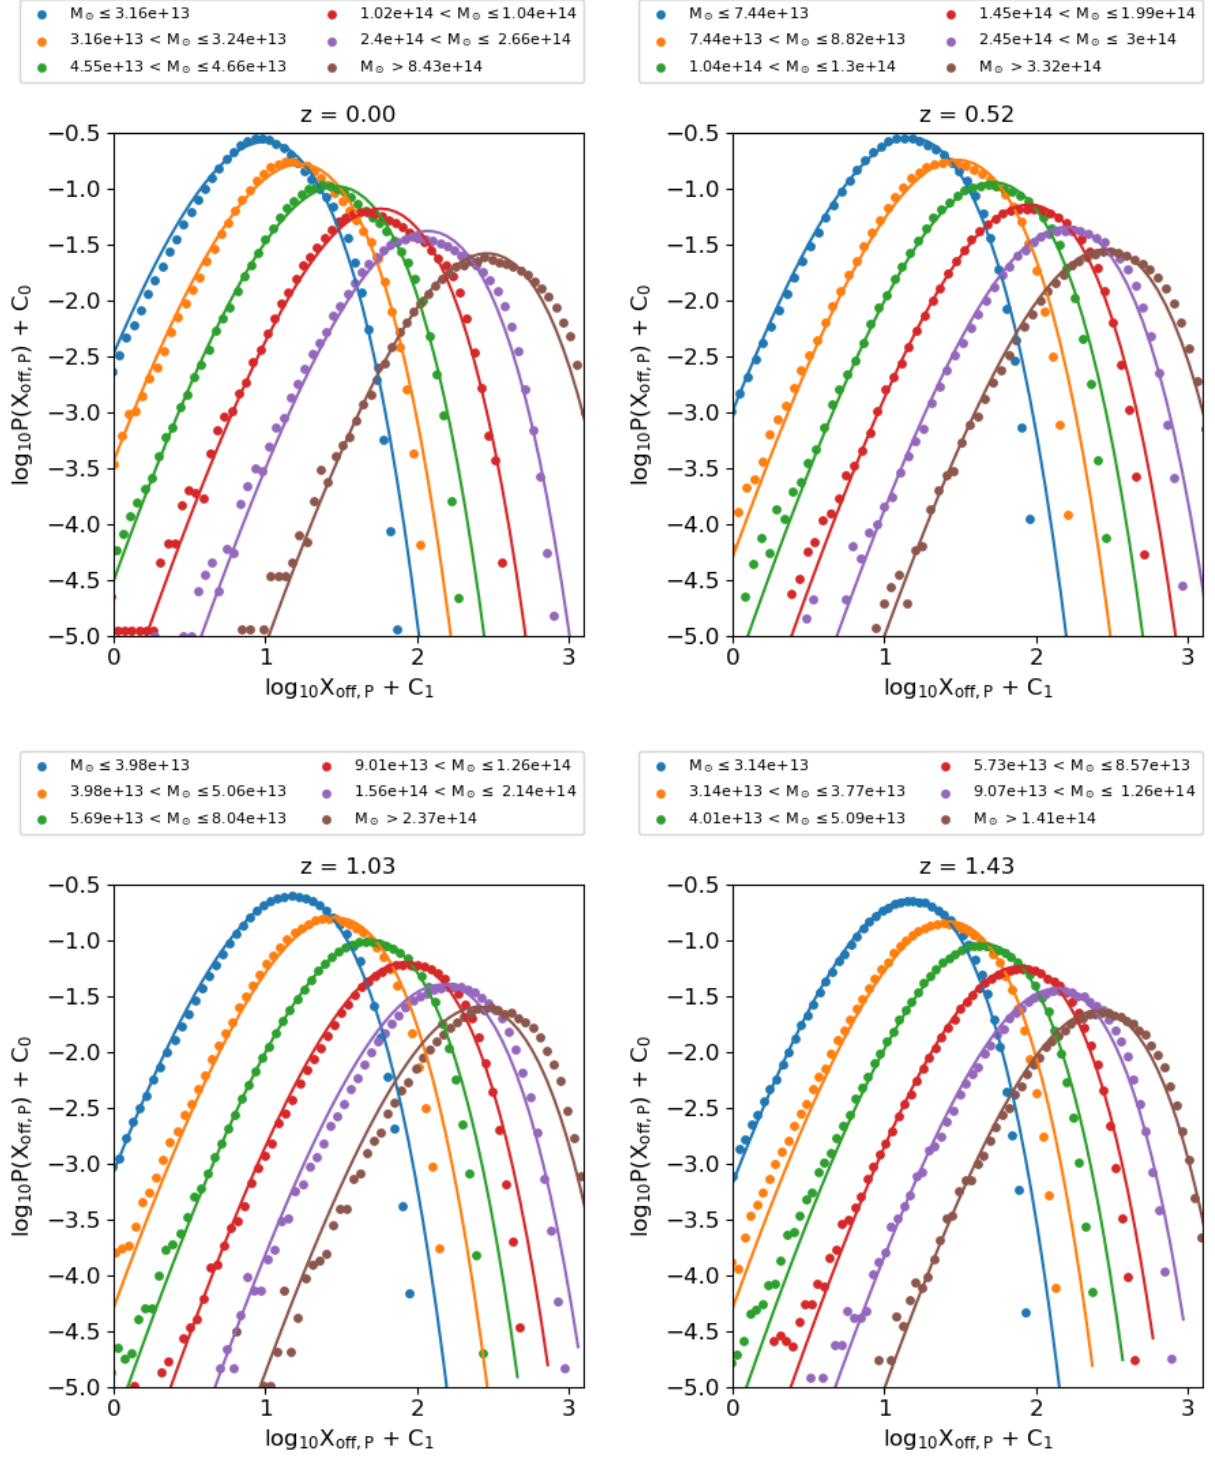 M⊙ ≤3.16e+13 1.02e+14 < M⊙ ≤1.04e+14
3.16e+13 < M⊙ ≤3.24e+13 2.4e+14 < M⊙ ≤ 2.66e+14
4.55e+13 < M⊙ ≤4.66e+13 M⊙ > 8.43e+14
z = 0.00
−0.5
−1.0
−1.5
−2.0
−2.5
−3.0
−3.5
−4.0
−4.5
−5.0
log₁₀P(X_off,P) + C₀
0 1 2 3
log₁₀X_off,P + C₁
M⊙ ≤7.44e+13 1.45e+14 < M⊙ ≤1.99e+14
7.44e+13 < M⊙ ≤8.82e+13 2.45e+14 < M⊙ ≤ 3e+14
1.04e+14 < M⊙ ≤1.3e+14 M⊙ > 3.32e+14
z = 0.52
−0.5
−1.0
−1.5
−2.0
−2.5
−3.0
−3.5
−4.0
−4.5
−5.0
log₁₀P(X_off,P) + C₀
0 1 2 3
log₁₀X_off,P + C₁
M⊙ ≤3.98e+13 9.01e+13 < M⊙ ≤1.26e+14
3.98e+13 < M⊙ ≤5.06e+13 1.56e+14 < M⊙ ≤ 2.14e+14
5.69e+13 < M⊙ ≤8.04e+13 M⊙ > 2.37e+14
z = 1.03
−0.5
−1.0
−1.5
−2.0
−2.5
−3.0
−3.5
−4.0
−4.5
−5.0
log₁₀P(X_off,P) + C₀
0 1 2 3
log₁₀X_off,P + C₁
M⊙ ≤3.14e+13 5.73e+13 < M⊙ ≤8.57e+13
3.14e+13 < M⊙ ≤3.77e+13 9.07e+13 < M⊙ ≤ 1.26e+14
4.01e+13 < M⊙ ≤5.09e+13 M⊙ > 1.41e+14
z = 1.43
−0.5
−1.0
−1.5
−2.0
−2.5
−3.0
−3.5
−4.0
−4.5
−5.0
log₁₀P(X_off,P) + C₀
0 1 2 3
log₁₀X_off,P + C₁